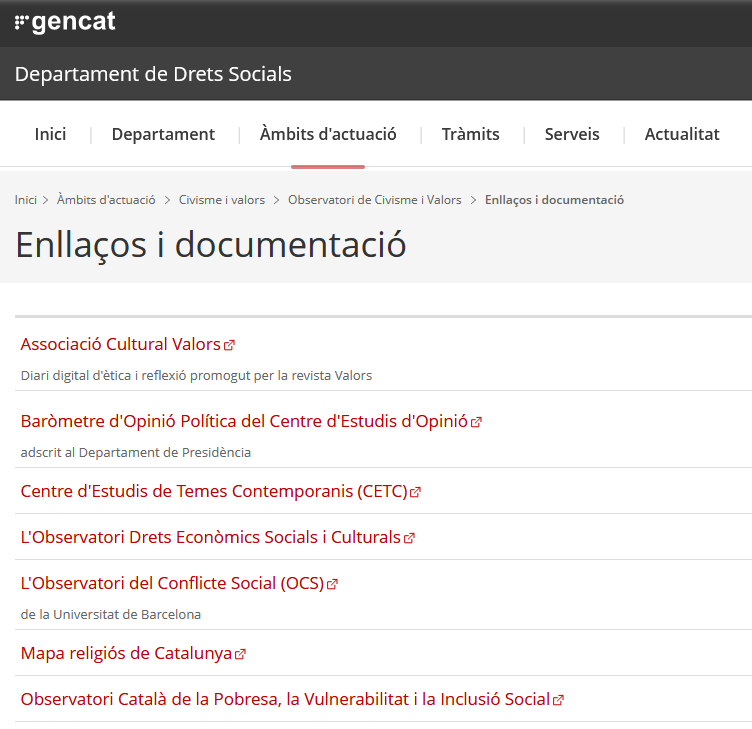 gencat
Departament de Drets Socials
Inici
Departament
Àmbits d'actuació
Tràmits
Serveis
Actualitat
Inici > Àmbits d'actuació > Civisme i valors > Observatori de Civisme i Valors > Enllaços i documentació
Enllaços i documentació
Associació Cultural Valors
Diari digital d'ètica i reflexió promogut per la revista Valors
Baròmetre d'Opinió Política del Centre d'Estudis d'Opinió
adscrit al Departament de Presidència
Centre d'Estudis de Temes Contemporanis (CETC)
L'Observatori Drets Econòmics Socials i Culturals
L'Observatori del Conflicte Social (OCS)
de la Universitat de Barcelona
Mapa religiós de Catalunya
Observatori Català de la Pobresa, la Vulnerabilitat i la Inclusió Social